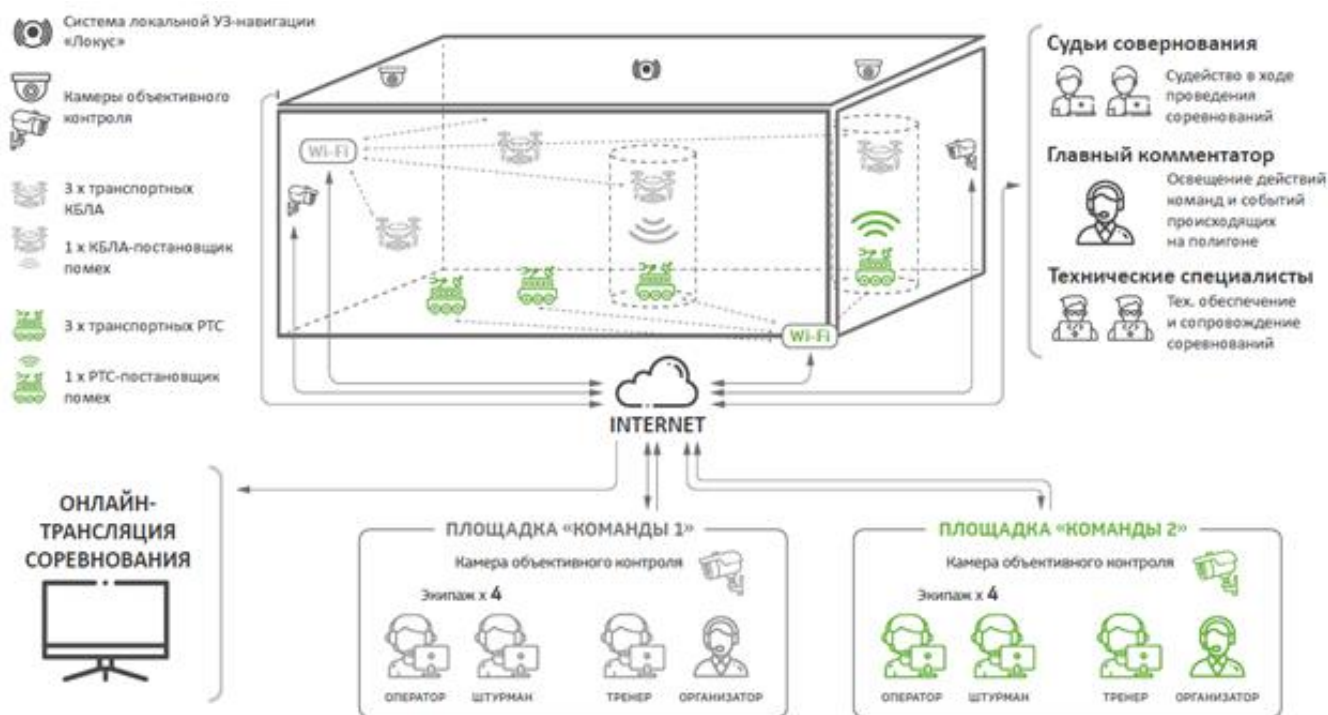 Система локальной УЗ-навигации
«Локус»
Камеры объективного
контроля
3 x транспортных
КБЛА
1 x КБЛА-постановщик
помех
3 x транспортных РТС
1 x РТС-постановщик
помех
Wi-Fi
Wi-Fi
Судьи совернования
Судейство в ходе
проведения
соревнований
Главный комментатор
Освещение действий
команд и событий
происходящих
на полигоне
Технические специалисты
Тех. обеспечение
и сопровождение
соревнований
INTERNET
ОНЛАЙН-
ТРАНСЛЯЦИЯ
СОРЕВНОВАНИЯ
ПЛОЩАДКА «КОМАНДЫ 1»
Камера объективного контроля
Экипаж x 4
ОПЕРАТОР
ШТУРМАН
ТРЕНЕР
ОРГАНИЗАТОР
ПЛОЩАДКА «КОМАНДЫ 2»
Камера объективного контроля
Экипаж x 4
ОПЕРАТОР
ШТУРМАН
ТРЕНЕР
ОРГАНИЗАТОР